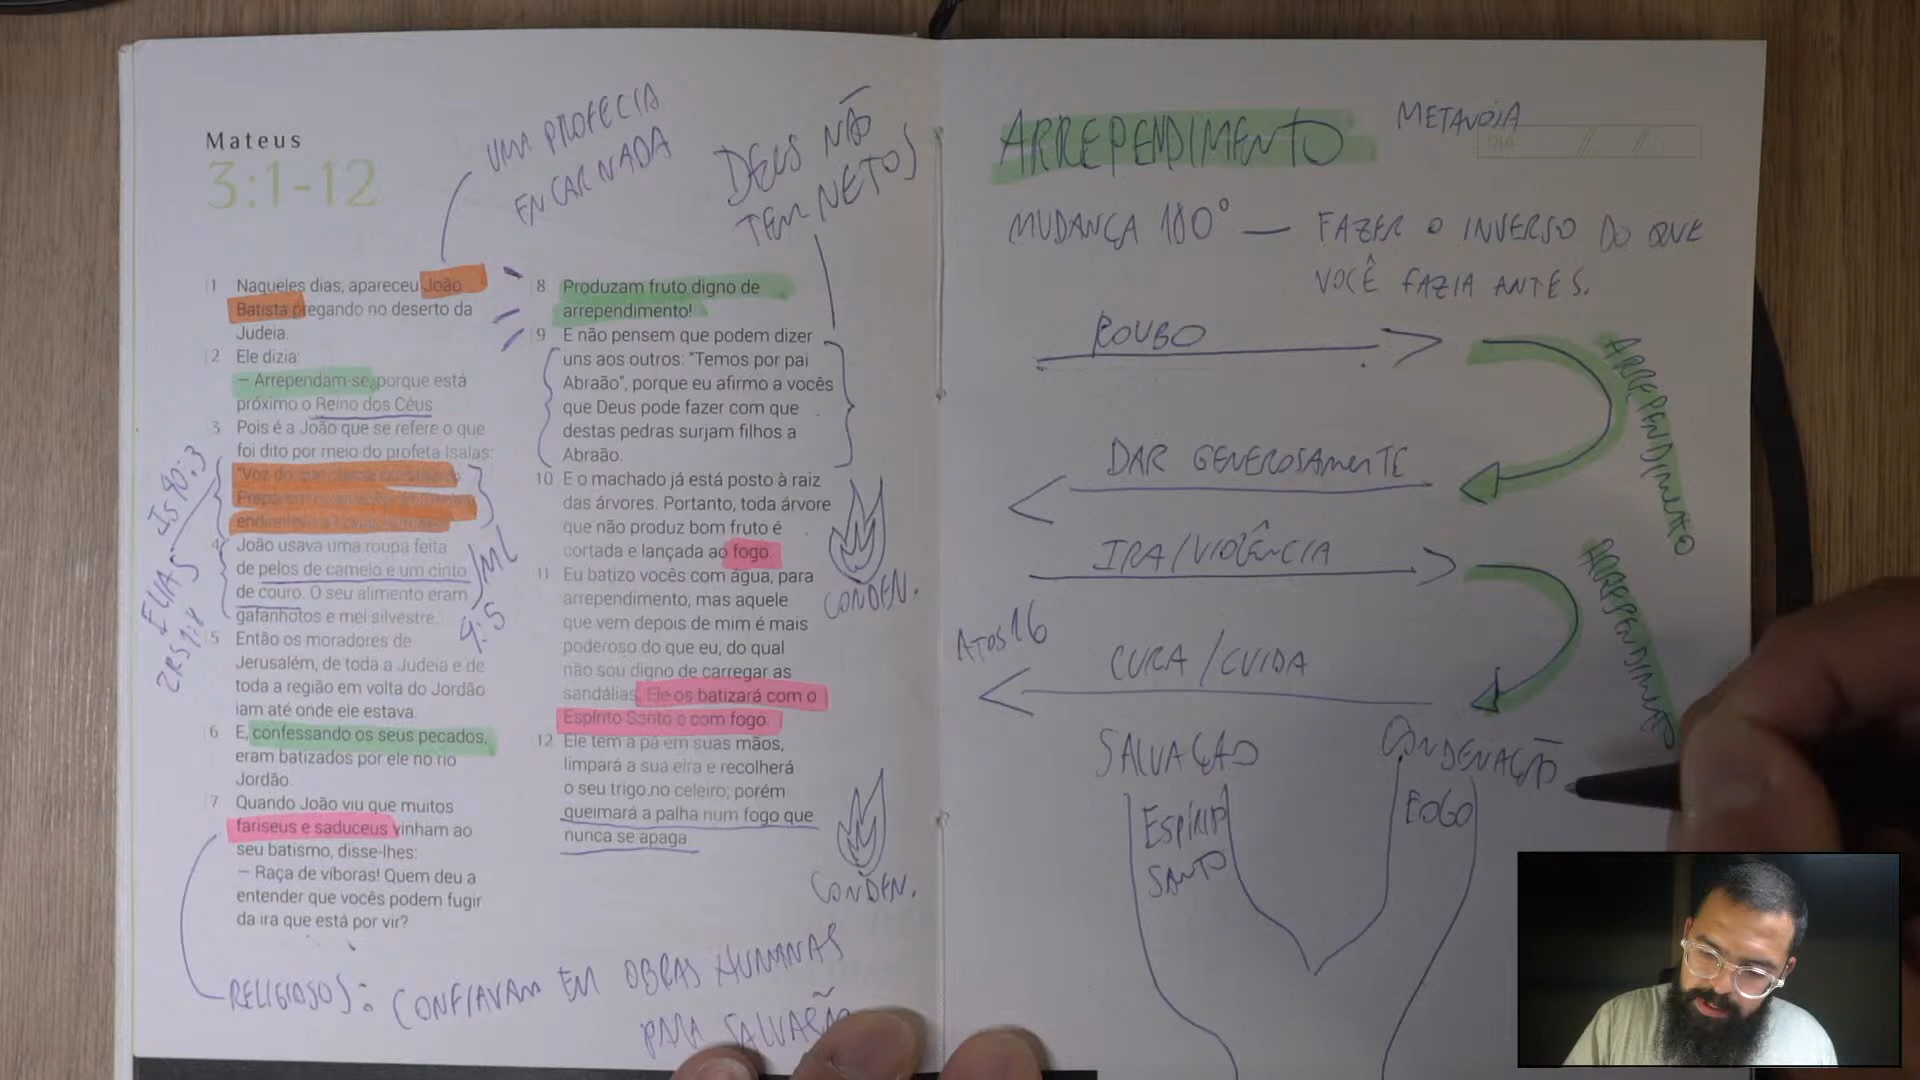 Mateus
3:1-12
UMA PROFECIA
ENCARNADA
DEUS NÃO
TEM NETOS
1 Naqueles dias, apareceu João
Batista pregando no deserto da
Judeia.
2 Ele dizia:
– Arrependam-se, porque está
próximo o Reino dos Céus.
3 Pois é a João que se refere o que
foi dito por meio do profeta Isaías:
"Voz do que clama no deserto:
4 João usava uma roupa feita
de pelos de camelo e um cinto
de couro. O seu alimento eram
gafanhotos e mel silvestre.
5 Então os moradores de
Jerusalém, de toda a Judeia e de
toda a região em volta do Jordão
iam até onde ele estava.
6 E, confessando os seus pecados,
eram batizados por ele no rio
Jordão.
7 Quando João viu que muitos
fariseus e saduceus vinham ao
seu batismo, disse-lhes:
– Raça de víboras! Quem deu a
entender que vocês podem fugir
da ira que está por vir?
Is 40:3
ELIAS
2RS 1:8
/ML
4:5
8 Produzam fruto digno de
arrependimento!
9 E não pensem que podem dizer
uns aos outros: "Temos por pai
Abraão", porque eu afirmo a vocês
que Deus pode fazer com que
destas pedras surjam filhos a
Abraão.
10 E o machado já está posto à raiz
das árvores. Portanto, toda árvore
que não produz bom fruto é
cortada e lançada ao fogo.
11 Eu batizo vocês com água, para
arrependimento; mas aquele
que vem depois de mim é mais
poderoso do que eu, do qual
não sou digno de carregar as
sandálias. Ele os batizará com o
Espírito Santo e com fogo.
12 Ele tem a pá em suas mãos,
limpará a sua eira e recolherá
o seu trigo no celeiro; porém
queimará a palha num fogo que
nunca se apaga
CONDEN.
CONDEN.
RELIGIOSOS: CONFIAVAM EM OBRAS HUMANAS
PARA SALVAÇÃO
ARREPENDIMENTO
METANOIA
DIA / /
MUDANÇA 180° — FAZER O INVERSO DO QUE
VOCÊ FAZIA ANTES.
ROUBO
ARREPENDIMENTO
DAR GENEROSAMENTE
IRA/VIOLÊNCIA
ARREPENDIMENTO
ATOS 16
CURA/CUIDA
SALVAÇÃO
CONDENAÇÃO
ESPÍRITO
SANTO
FOGO